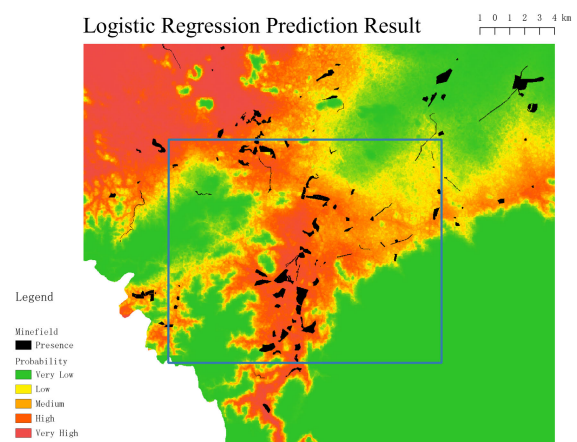 Logistic Regression Prediction Result
1 0 1 2 3 4 km
Legend
Minefield
Presence
Probability
Very Low
Low
Medium
High
Very High